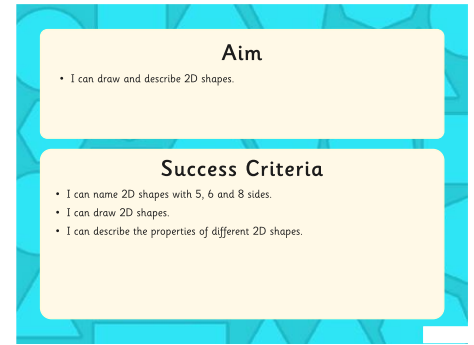 Aim
• I can draw and describe 2D shapes.
Success Criteria
• I can name 2D shapes with 5, 6 and 8 sides.
• I can draw 2D shapes.
• I can describe the properties of different 2D shapes.